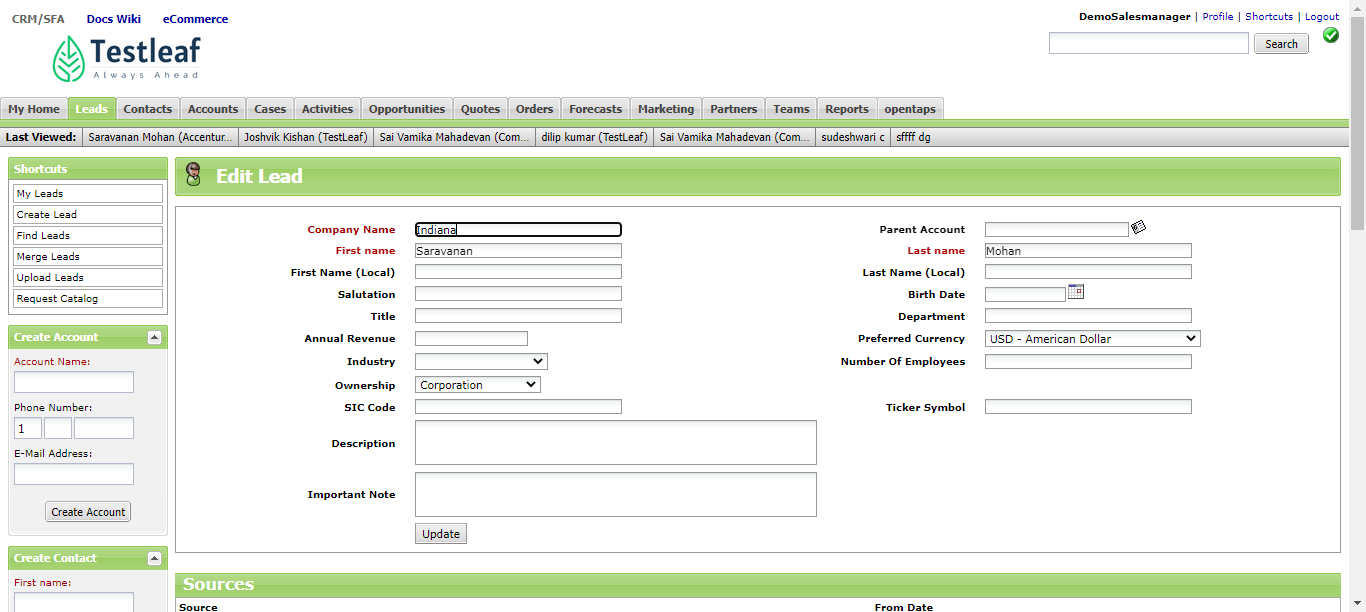 CRM/SFA Docs Wiki eCommerce
DemoSalesmanager | Profile | Shortcuts | Logout
Testleaf
Always Ahead
Search
My Home Leads Contacts Accounts Cases Activities Opportunities Quotes Orders Forecasts Marketing Partners Teams Reports opentaps
Last Viewed: Saravanan Mohan (Accentur... Joshvik Kishan (TestLeaf) Sai Vamika Mahadevan (Com... dilip kumar (TestLeaf) Sai Vamika Mahadevan (Com... sudeshwari c sffff dg
Shortcuts
My Leads
Create Lead
Find Leads
Merge Leads
Upload Leads
Request Catalog
Create Account
Account Name:
Phone Number:
1
E-Mail Address:
Create Account
Create Contact
First name:
Edit Lead
Company Name Indiana Parent Account
First name Saravanan Last name Mohan
First Name (Local) Last Name (Local)
Salutation Birth Date
Title Department
Annual Revenue Preferred Currency USD - American Dollar
Industry Number Of Employees
Ownership Corporation
SIC Code Ticker Symbol
Description
Important Note
Update
Sources
Source From Date